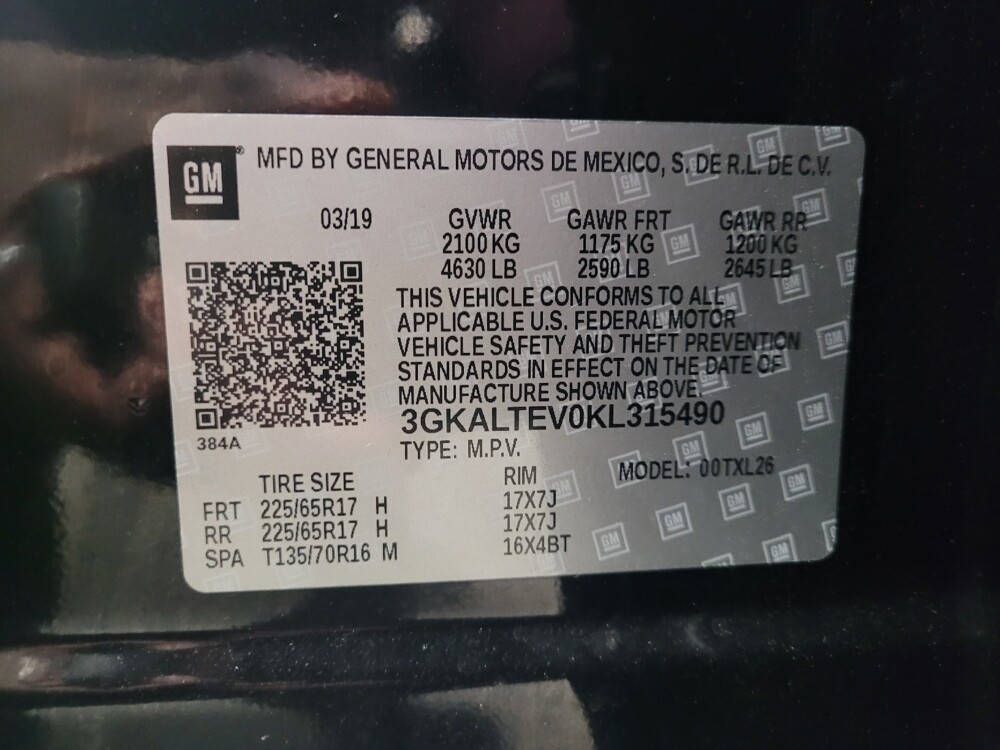 GM ® MFD BY GENERAL MOTORS DE MEXICO, S. DE R.L. DE C.V.
03/19 GVWR GAWR FRT GAWR RR
2100 KG 1175 KG 1200 KG
4630 LB 2590 LB 2645 LB
THIS VEHICLE CONFORMS TO ALL
APPLICABLE U.S. FEDERAL MOTOR
VEHICLE SAFETY AND THEFT PREVENTION
STANDARDS IN EFFECT ON THE DATE OF
MANUFACTURE SHOWN ABOVE.
3GKALTEV0KL315490
384A
TYPE: M.P.V. MODEL: 00TXL26
TIRE SIZE RIM
FRT 225/65R17 H 17X7J
RR 225/65R17 H 17X7J
SPA T135/70R16 M 16X4BT